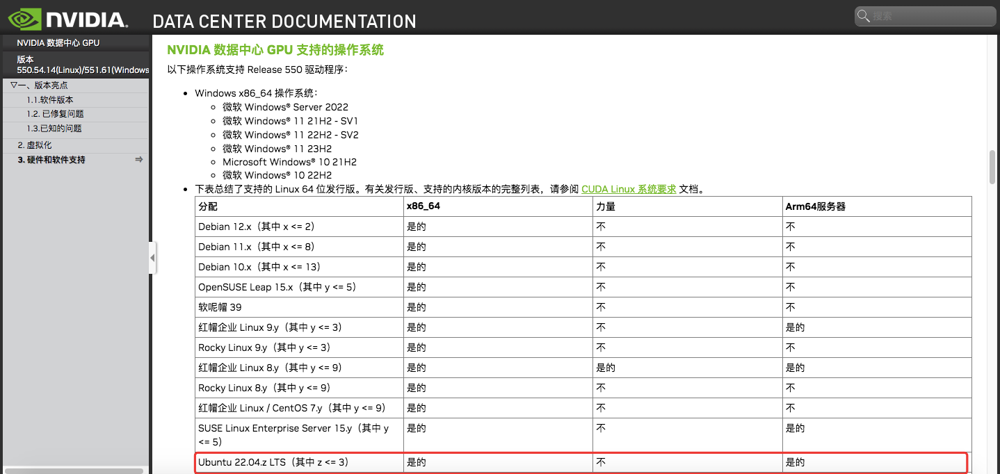 NVIDIA.
DATA CENTER DOCUMENTATION
搜索
NVIDIA 数据中心 GPU
版本
550.54.14(Linux)/551.61(Windows
▽一、版本亮点
1.1.软件版本
1.2. 已修复问题
1.3.已知的问题
2. 虚拟化
3. 硬件和软件支持 ⇒
NVIDIA 数据中心 GPU 支持的操作系统
以下操作系统支持 Release 550 驱动程序：
• Windows x86_64 操作系统：
◦ 微软 Windows® Server 2022
◦ 微软 Windows® 11 21H2 - SV1
◦ 微软 Windows® 11 22H2 - SV2
◦ 微软 Windows® 11 23H2
◦ Microsoft Windows® 10 21H2
◦ 微软 Windows® 10 22H2
• 下表总结了支持的 Linux 64 位发行版。有关发行版、支持的内核版本的完整列表，请参阅 CUDA Linux 系统要求 文档。
分配 x86_64 力量 Arm64服务器
Debian 12.x（其中 x <= 2） 是的 不 不
Debian 11.x（其中 x <= 8） 是的 不 不
Debian 10.x（其中 x <= 13） 是的 不 不
OpenSUSE Leap 15.x（其中 y <= 5） 是的 不 不
软呢帽 39 是的 不 不
红帽企业 Linux 9.y（其中 y <= 3） 是的 不 是的
Rocky Linux 9.y（其中 y <= 3） 是的 不 不
红帽企业 Linux 8.y（其中 y <= 9） 是的 是的 是的
Rocky Linux 8.y（其中 y <= 9） 是的 不 不
红帽企业 Linux / CentOS 7.y（其中 y <= 9） 是的 不 不
SUSE Linux Enterprise Server 15.y（其中 y 是的 不 是的
<= 5）
Ubuntu 22.04.z LTS（其中 z <= 3） 是的 不 是的